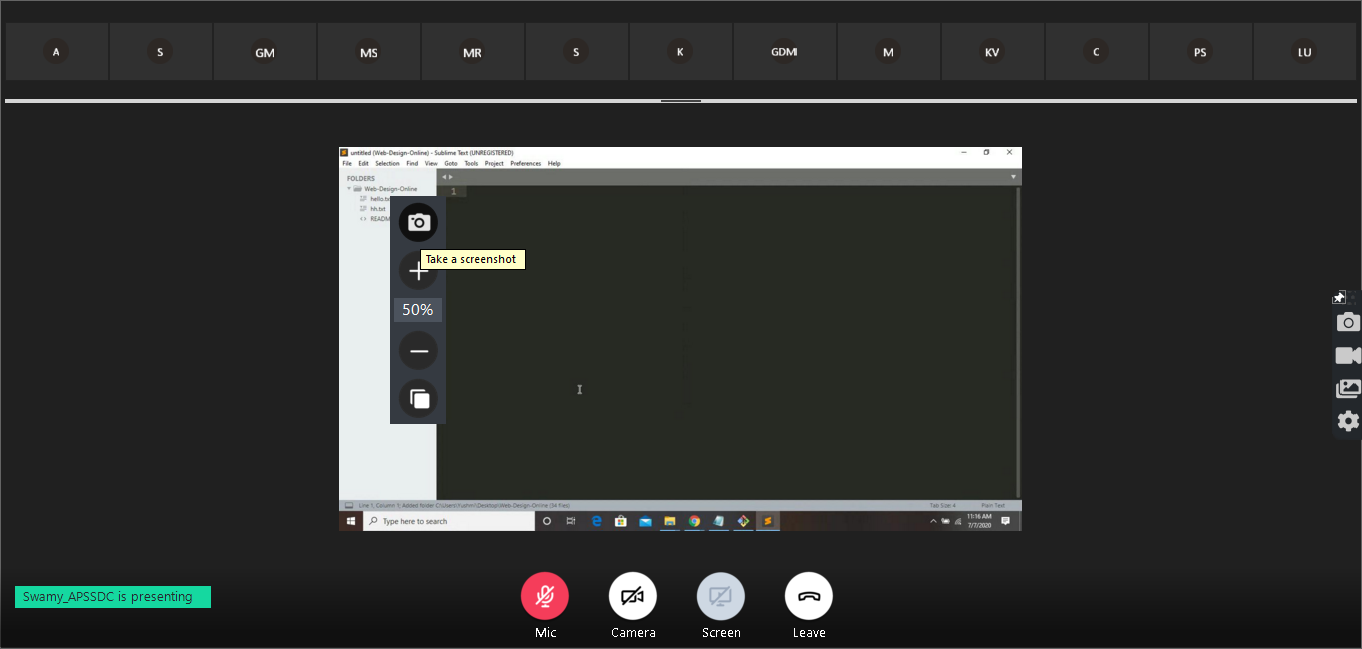 A S GM MS MR S K GDMI M KV C PS LU
untitled (Web-Design-Online) - Sublime Text (UNREGISTERED)
File Edit Selection Find View Goto Tools Project Preferences Help
FOLDERS
Web-Design-Online
1
hello.tx
hh.txt
READM
Take a screenshot
50%
Line 1, Column 1; Added folder C:\Users\ \Desktop\Web-Design-Online (34 files)
Tab Size: 4 Plain Text
Type here to search
11:16 AM
7/7/2020
Swamy_APSSDC is presenting
Mic Camera Screen Leave